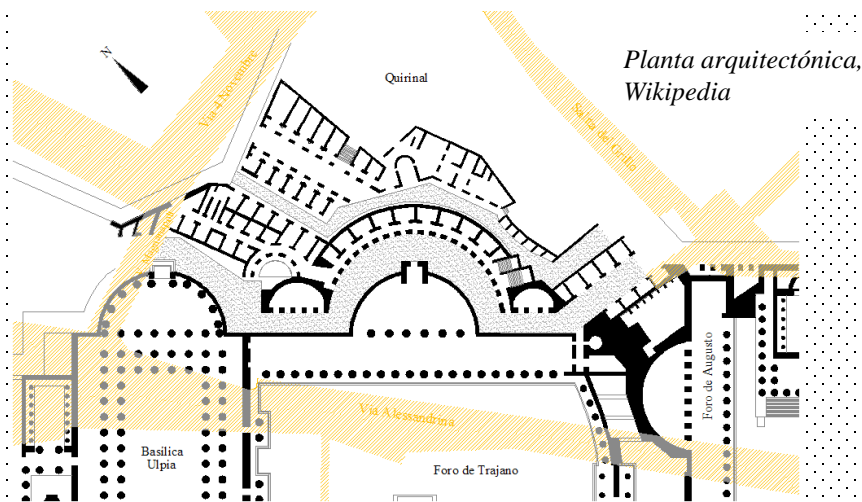 Planta arquitectónica,
Wikipedia
N
Via 4 Novembre
Quirinal
Salita del Grillo
Via Alessandrina
Foro de Augusto
Basílica
Ulpia
Foro de Trajano